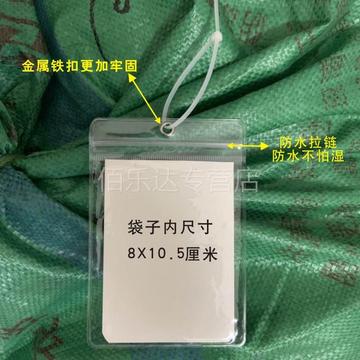 金属铁扣更加牢固
防水拉链
防水不怕湿
佰乐达专营店
袋子内尺寸
8X10.5厘米